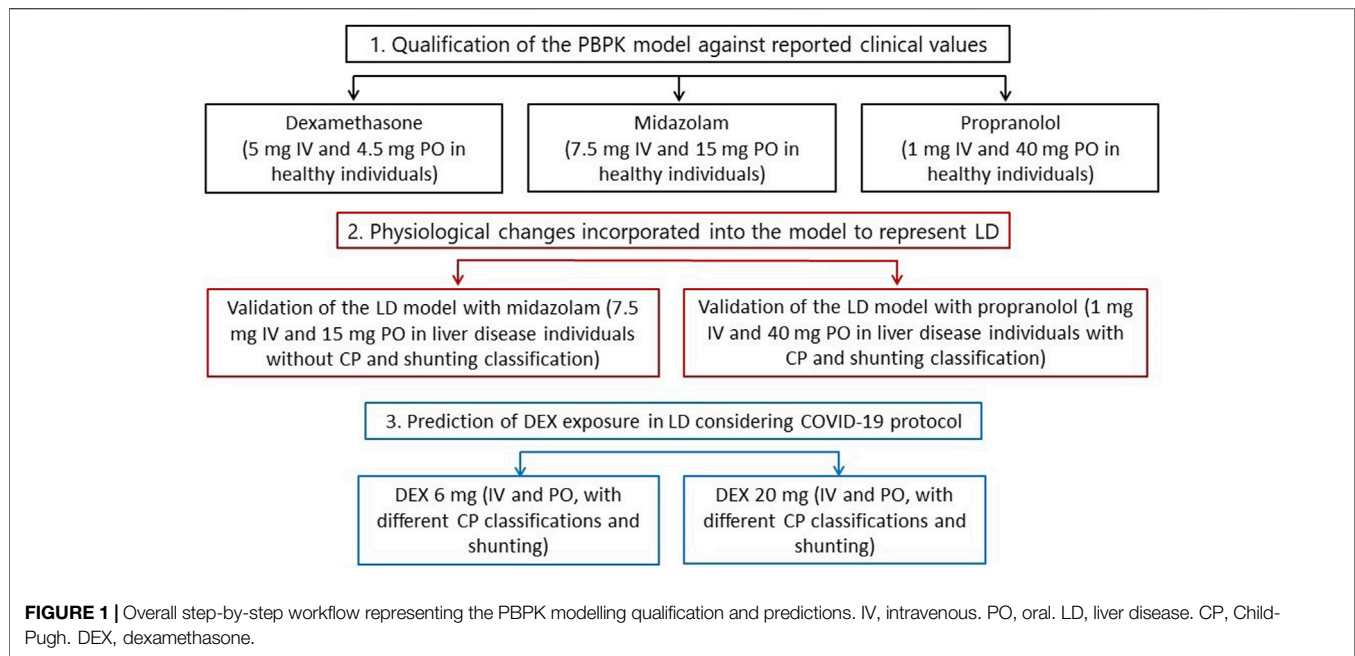 1. Qualification of the PBPK model against reported clinical values
Dexamethasone
(5 mg IV and 4.5 mg PO in
healthy individuals)
Midazolam
(7.5 mg IV and 15 mg PO in
healthy individuals)
Propranolol
(1 mg IV and 40 mg PO in
healthy individuals)
2. Physiological changes incorporated into the model to represent LD
Validation of the LD model with midazolam (7.5
mg IV and 15 mg PO in liver disease individuals
without CP and shunting classification)
Validation of the LD model with propranolol (1 mg
IV and 40 mg PO in liver disease individuals with
CP and shunting classification)
3. Prediction of DEX exposure in LD considering COVID-19 protocol
DEX 6 mg (IV and PO, with
different CP classifications and
shunting)
DEX 20 mg (IV and PO, with
different CP classifications and
shunting)
FIGURE 1 | Overall step-by-step workflow representing the PBPK modelling qualification and predictions. IV, intravenous. PO, oral. LD, liver disease. CP, Child-
Pugh. DEX, dexamethasone.